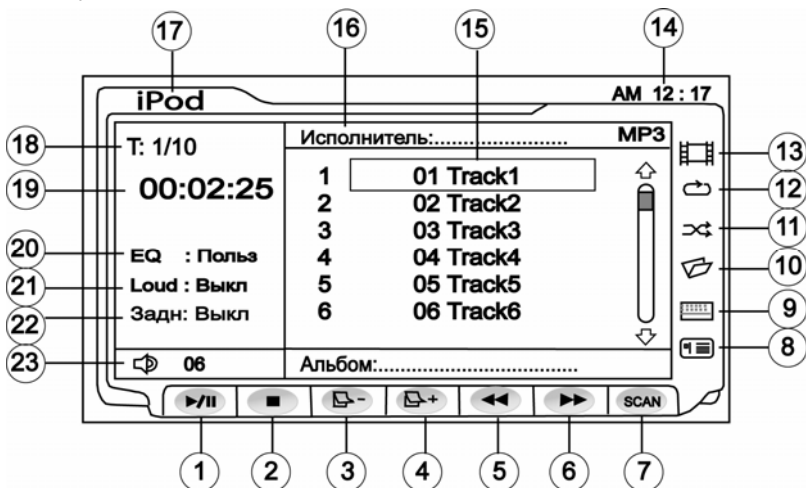 17 16 15 14
iPod AM 12 : 17
18 T: 1/10 Исполнитель:........................ MP3 13
19 00:02:25 1 01 Track1
2 02 Track2 12
3 03 Track3 11
20 EQ : Польз 4 04 Track4 10
21 Loud : Выкл 5 05 Track5
22 Задн: Выкл 6 06 Track6 9
23 06 Альбом:.................................... 8
- + SCAN
1 2 3 4 5 6 7